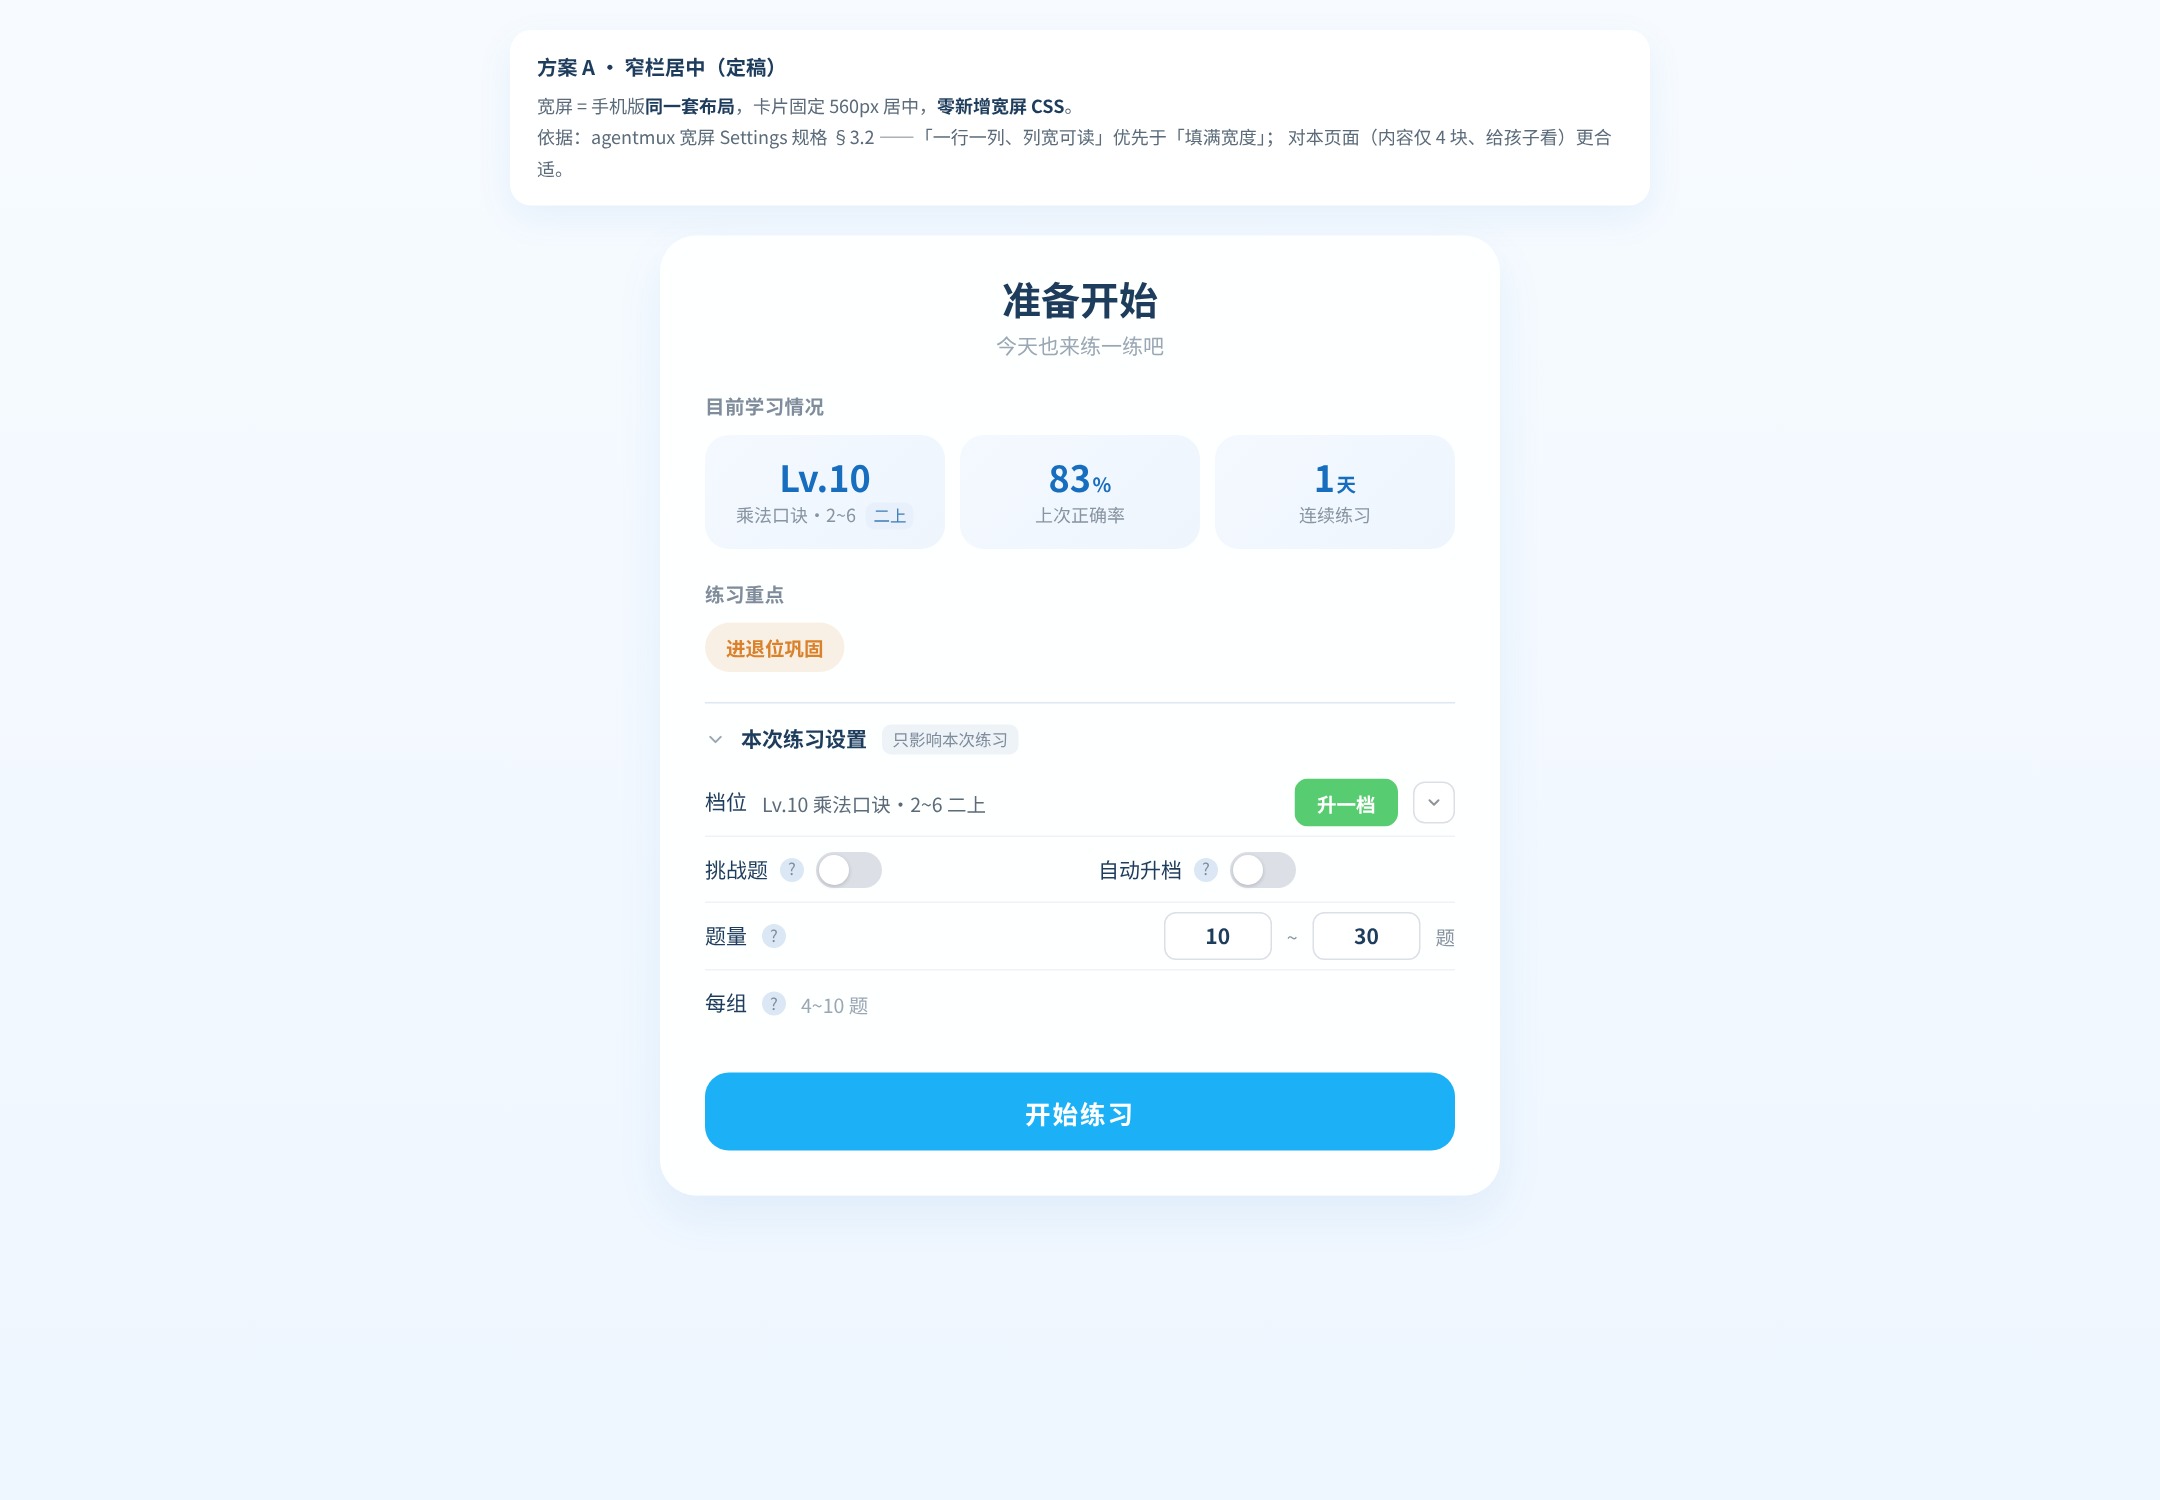 方案 A · 窄栏居中（定稿）
宽屏 = 手机版同一套布局，卡片固定 560px 居中，零新增宽屏 CSS。
依据：agentmux 宽屏 Settings 规格 §3.2 ——「一行一列、列宽可读」优先于「填满宽度」； 对本页面（内容仅 4 块、给孩子看）更合
适。
准备开始
今天也来练一练吧
目前学习情况
Lv.10
乘法口诀·2~6 二上
83%
上次正确率
1天
连续练习
练习重点
进退位巩固
本次练习设置 只影响本次练习
档位 Lv.10 乘法口诀·2~6 二上 升一档
挑战题 ? 自动升档 ?
题量 ? 10 ~ 30 题
每组 ? 4~10 题
开始练习